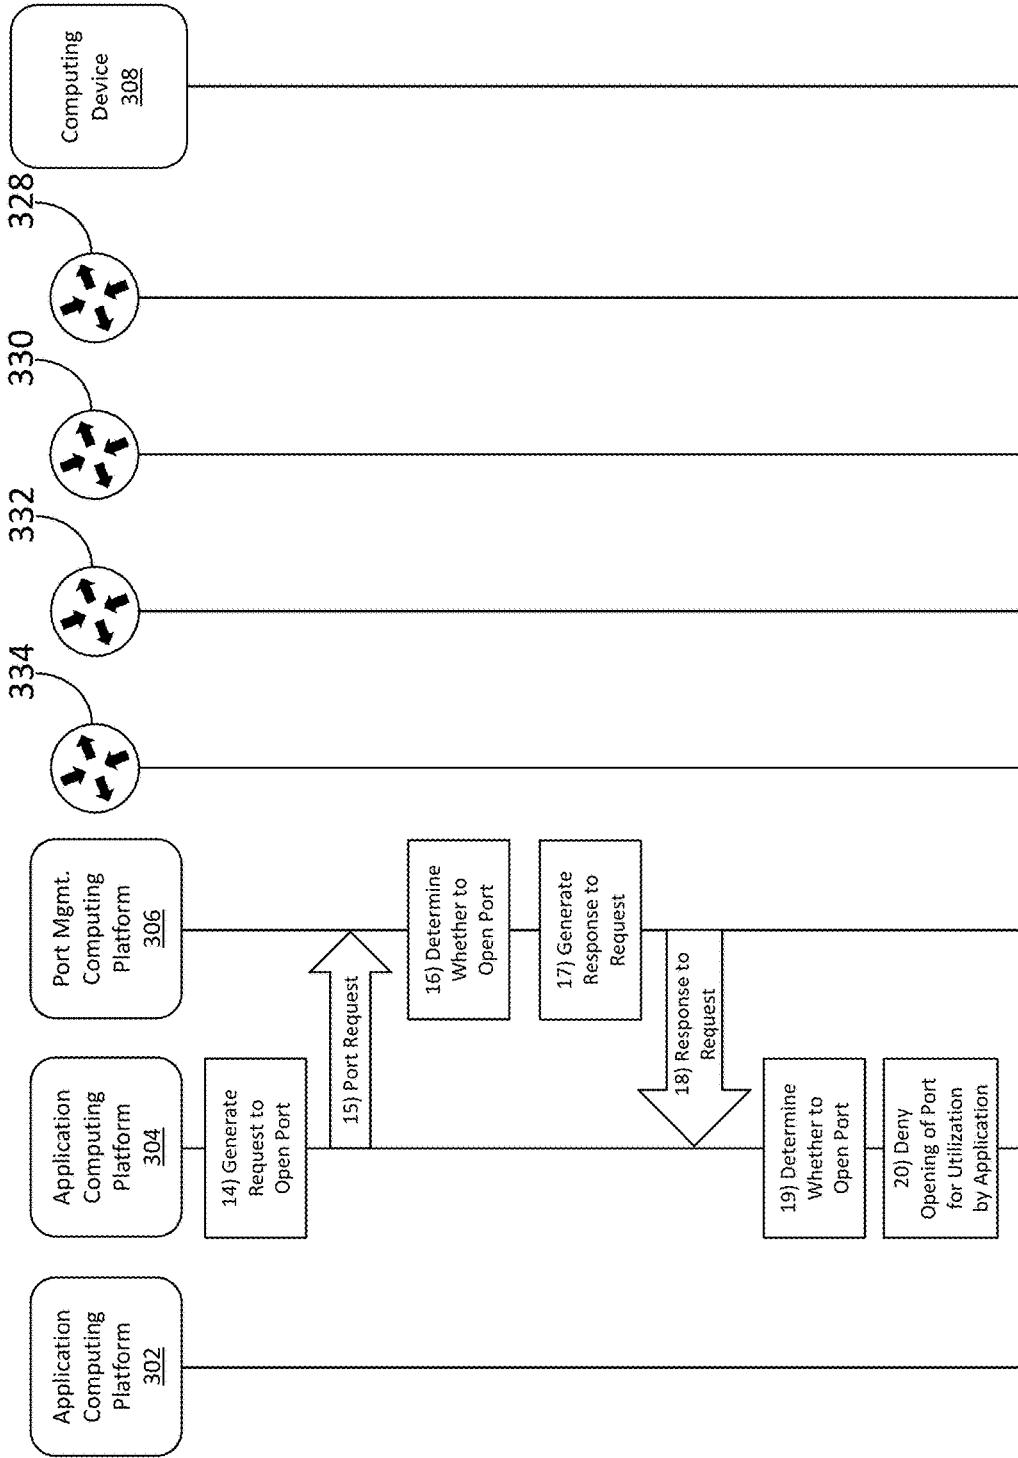 Application
Computing
Platform
302
Application
Computing
Platform
304
Port Mgmt.
Computing
Platform
306
334
332
330
328
Computing
Device
308
14) Generate
Request to
Open Port
15) Port Request
16) Determine
Whether to
Open Port
17) Generate
Response to
Request
18) Response to
Request
19) Determine
Whether to
Open Port
20) Deny
Opening of Port
for Utilization
by Application